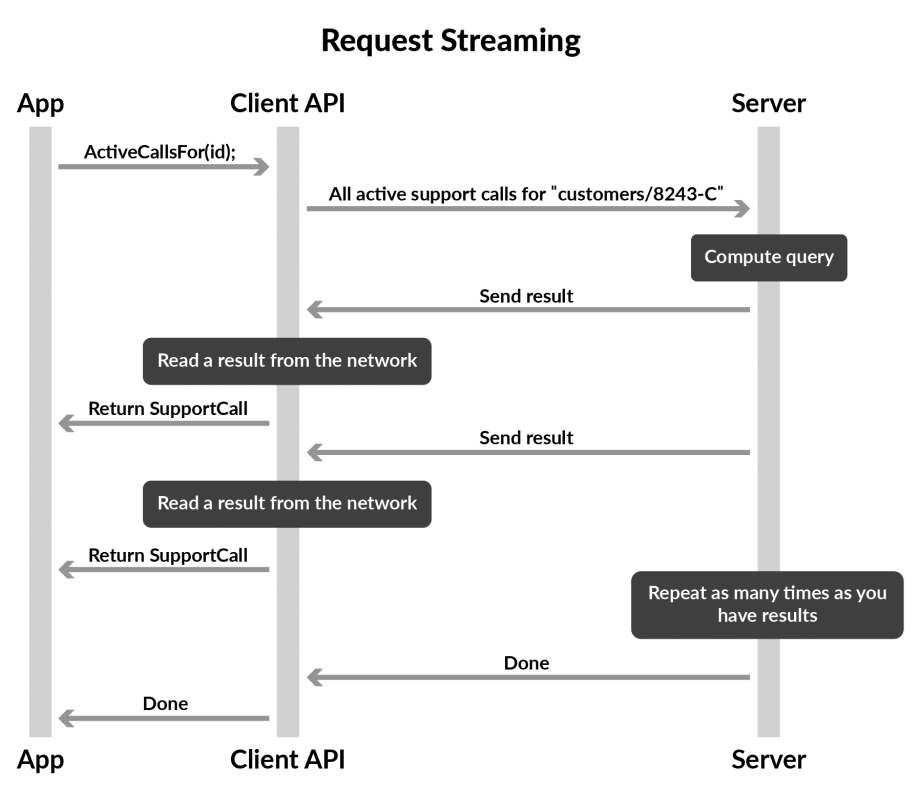 Request Streaming
App Client API Server
ActiveCallsFor(id);
All active support calls for "customers/8243-C"
Compute query
Send result
Read a result from the network
Return SupportCall
Send result
Read a result from the network
Return SupportCall
Repeat as many times as you
have results
Done
Done
App Client API Server